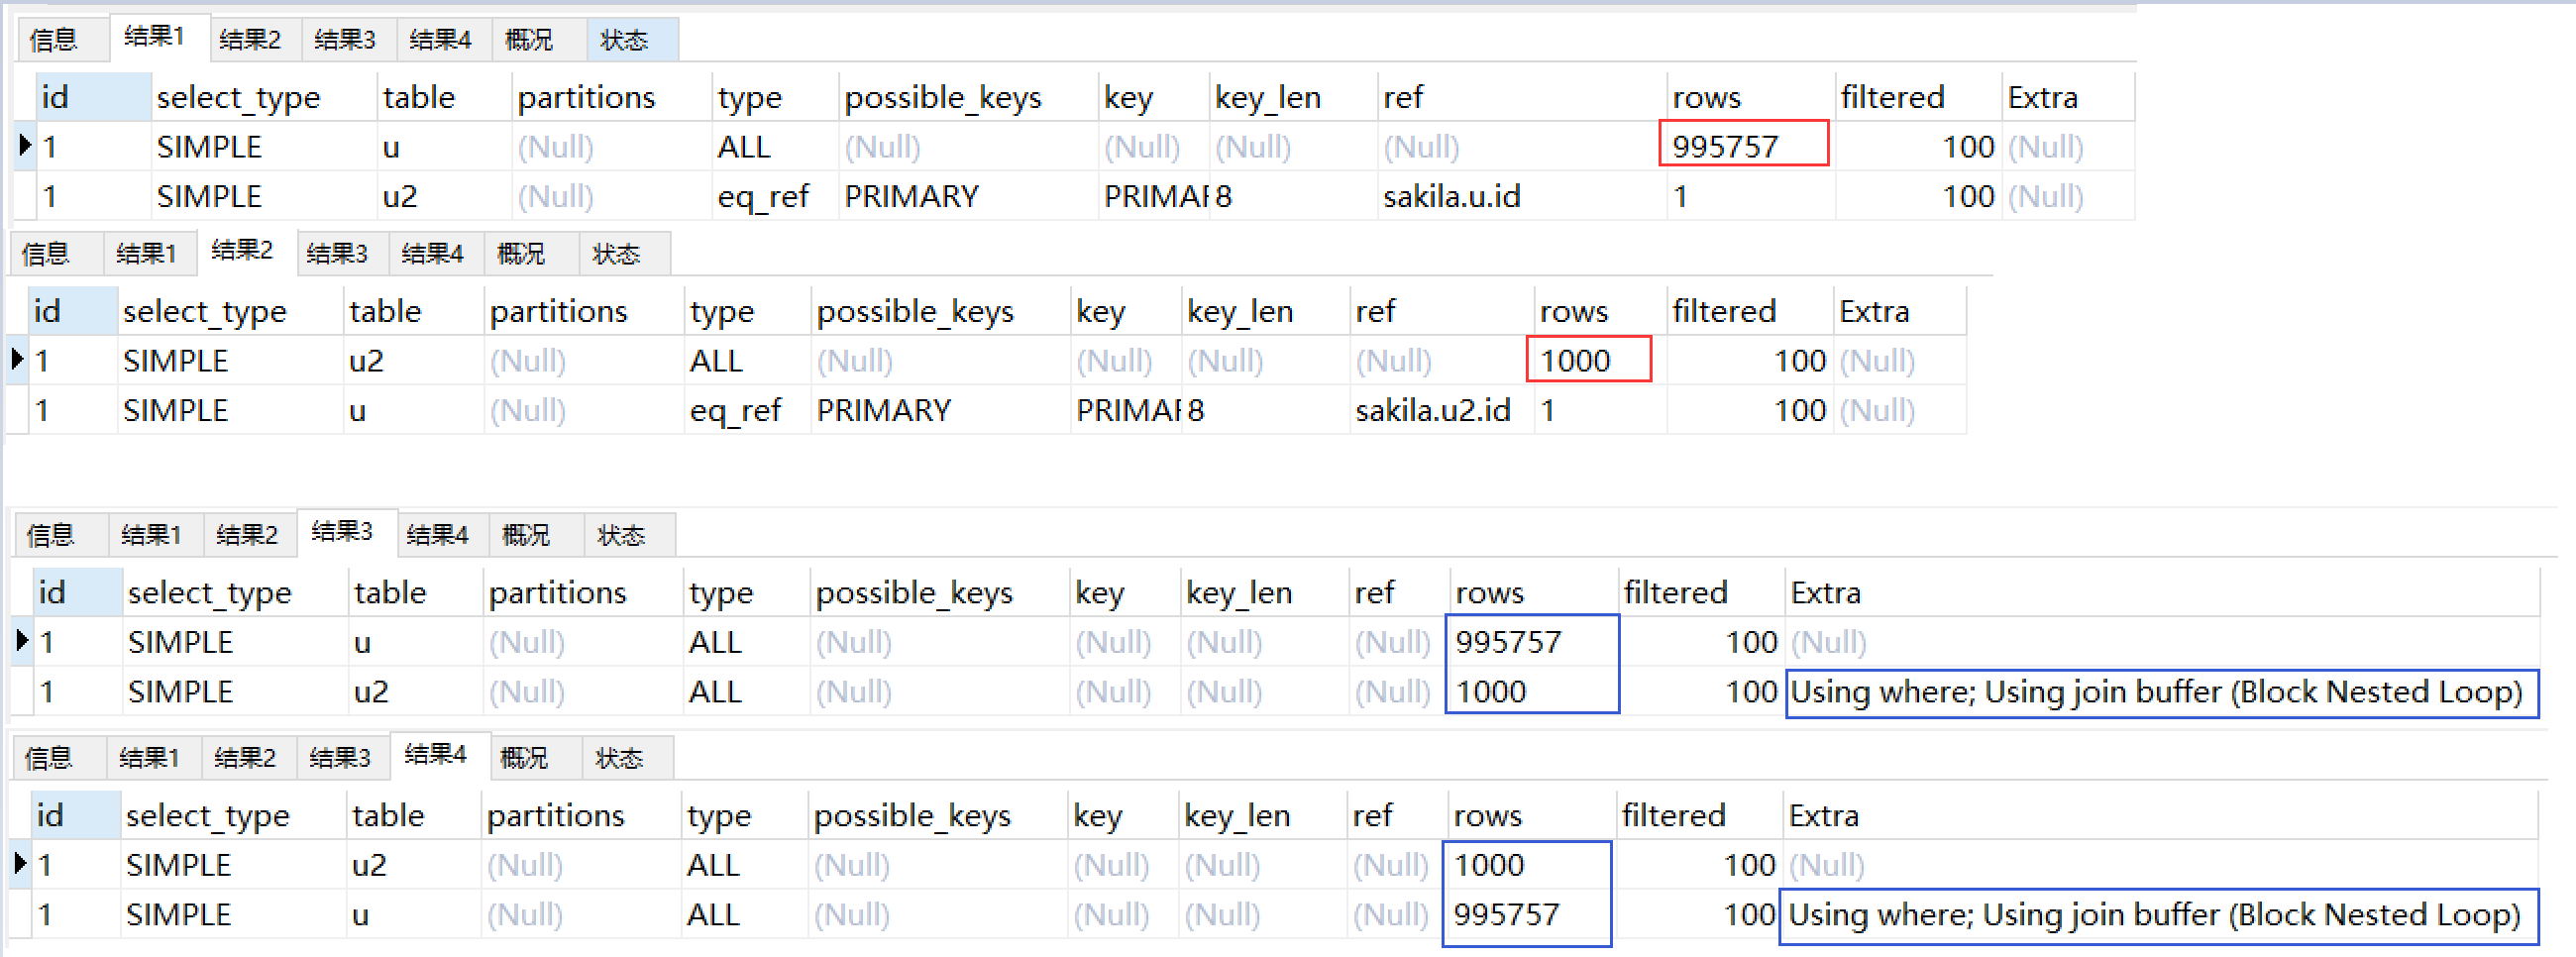 信息 结果1 结果2 结果3 结果4 概况 状态
id select_type table partitions type possible_keys key key_len ref rows filtered Extra
1 SIMPLE u (Null) ALL (Null) (Null) (Null) (Null) 995757 100 (Null)
1 SIMPLE u2 (Null) eq_ref PRIMARY PRIMAR 8 sakila.u.id 1 100 (Null)
信息 结果1 结果2 结果3 结果4 概况 状态
id select_type table partitions type possible_keys key key_len ref rows filtered Extra
1 SIMPLE u2 (Null) ALL (Null) (Null) (Null) (Null) 1000 100 (Null)
1 SIMPLE u (Null) eq_ref PRIMARY PRIMAR 8 sakila.u2.id 1 100 (Null)
信息 结果1 结果2 结果3 结果4 概况 状态
id select_type table partitions type possible_keys key key_len ref rows filtered Extra
1 SIMPLE u (Null) ALL (Null) (Null) (Null) (Null) 995757 100 (Null)
1 SIMPLE u2 (Null) ALL (Null) (Null) (Null) (Null) 1000 100 Using where; Using join buffer (Block Nested Loop)
信息 结果1 结果2 结果3 结果4 概况 状态
id select_type table partitions type possible_keys key key_len ref rows filtered Extra
1 SIMPLE u2 (Null) ALL (Null) (Null) (Null) (Null) 1000 100 (Null)
1 SIMPLE u (Null) ALL (Null) (Null) (Null) (Null) 995757 100 Using where; Using join buffer (Block Nested Loop)